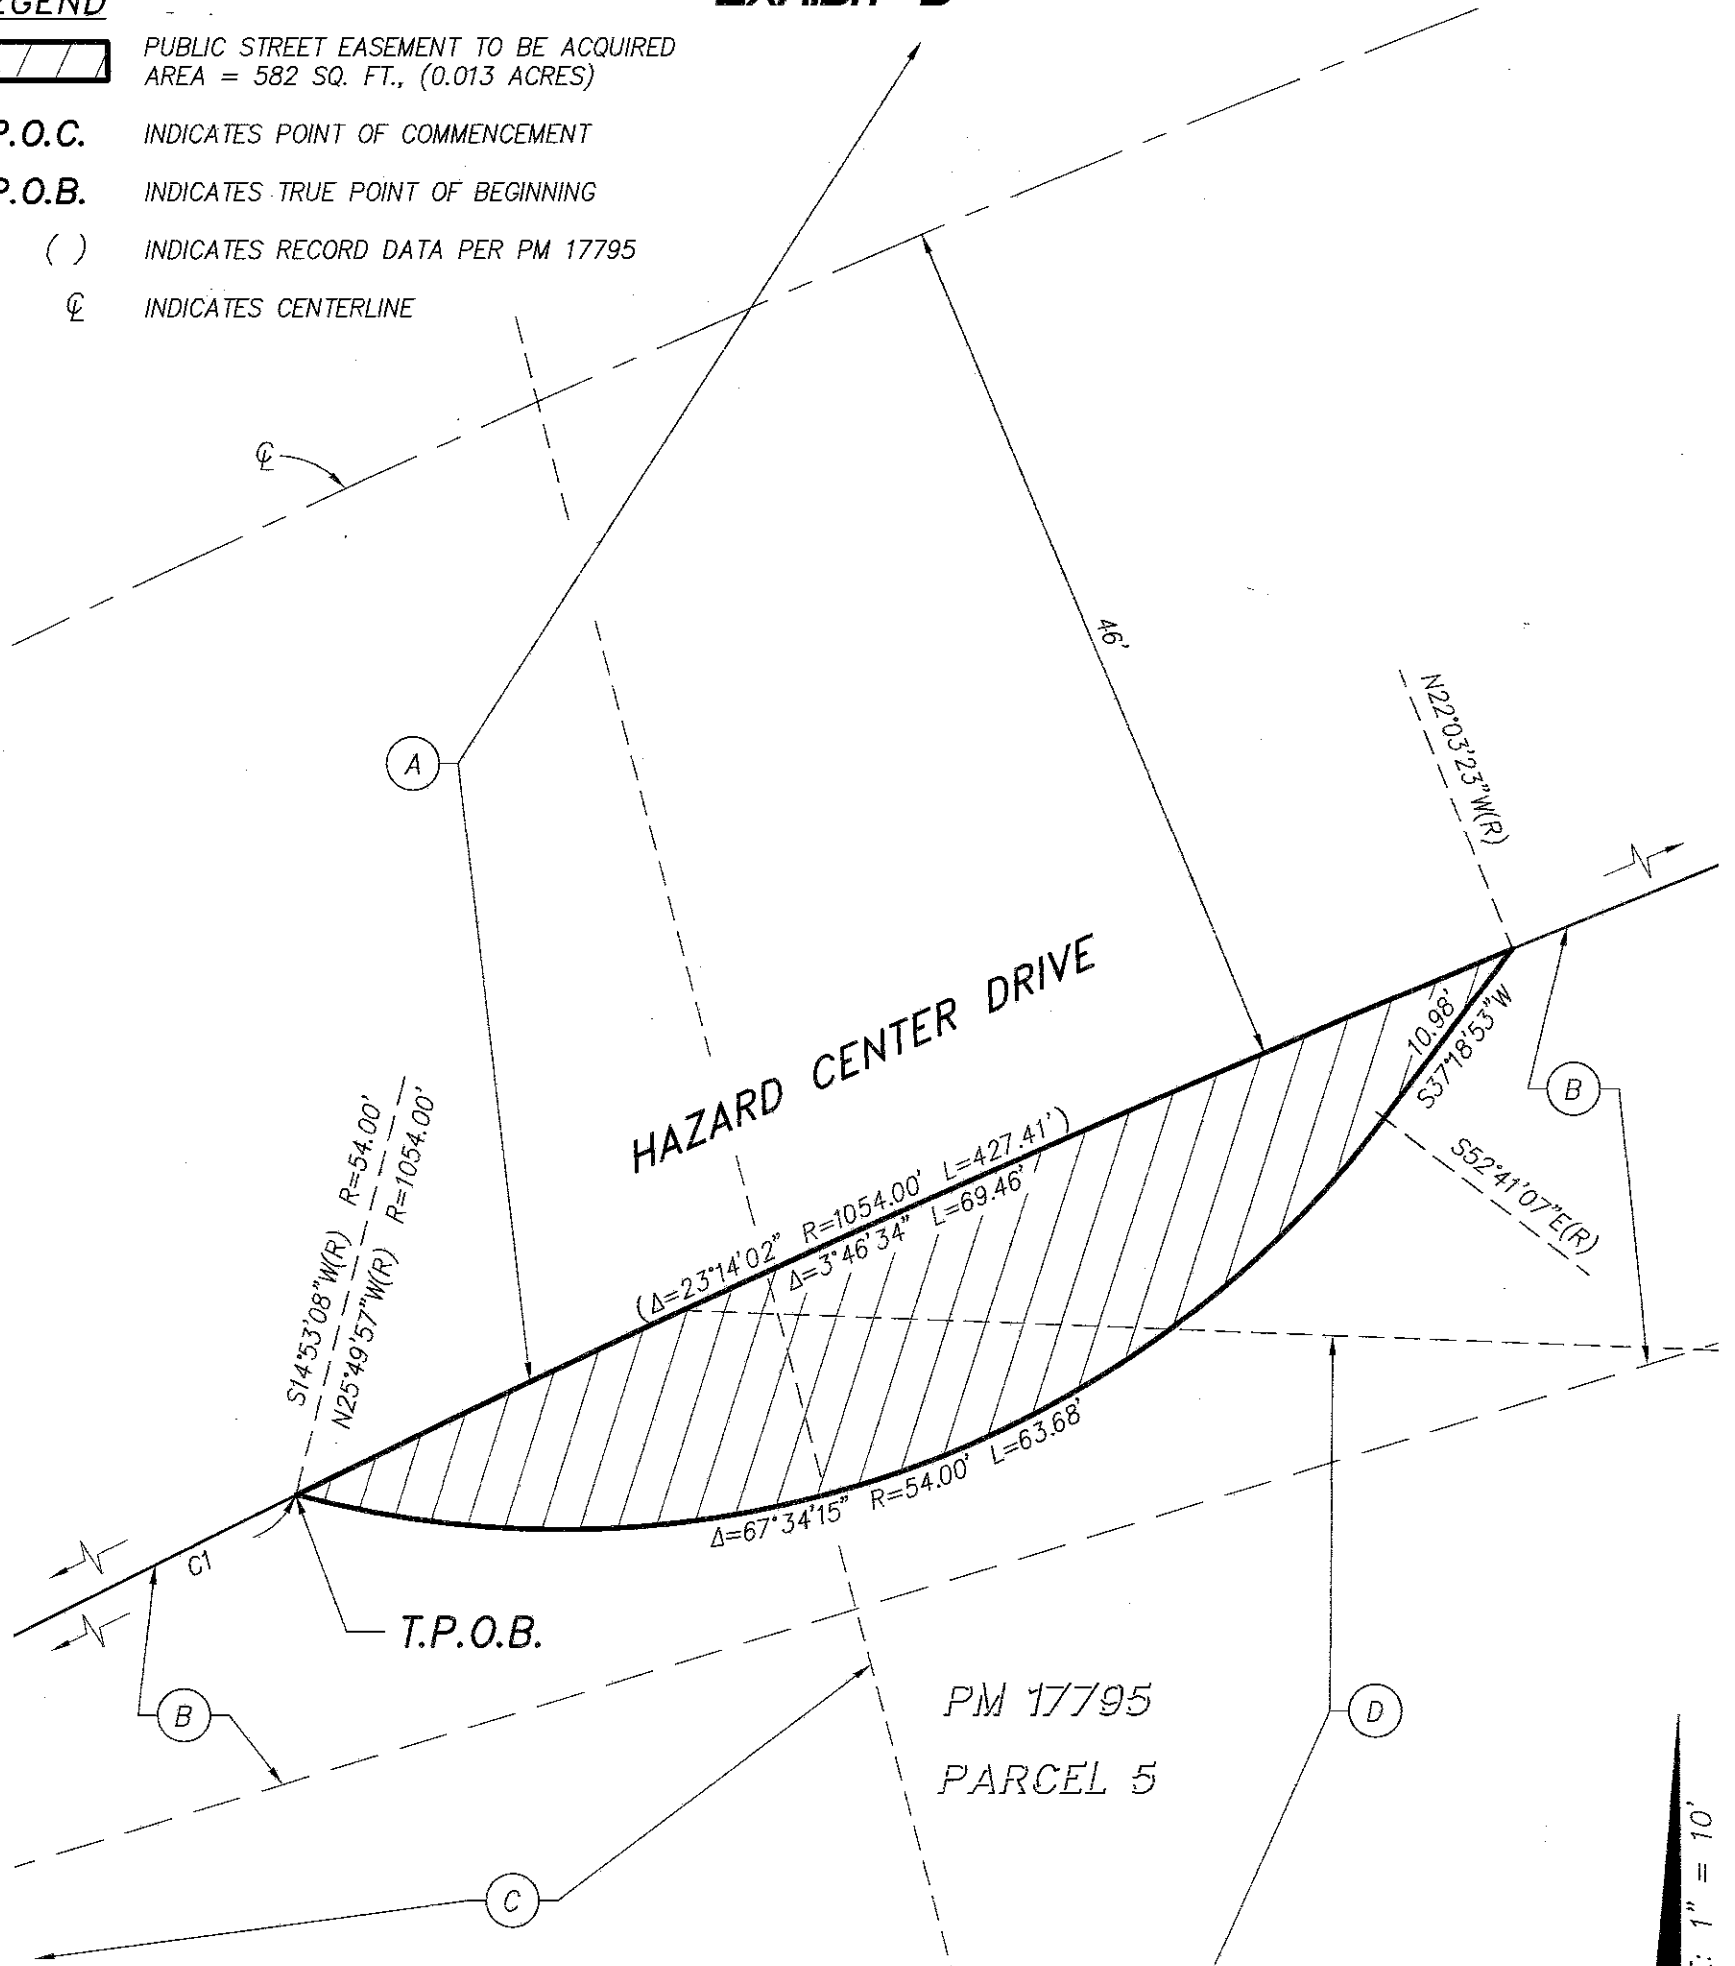 LEGEND
EXHIBIT "B"
PUBLIC STREET EASEMENT TO BE ACQUIRED
AREA = 582 SQ. FT., (0.013 ACRES)
P.O.C. INDICATES POINT OF COMMENCEMENT
P.O.B. INDICATES TRUE POINT OF BEGINNING
( ) INDICATES RECORD DATA PER PM 17795
℄ INDICATES CENTERLINE
℄
46'
A
N22°03'23"W(R)
HAZARD CENTER DRIVE
10.98'
S37°18'53"W
B
S52°41'07"E(R)
(Δ=23°14'02" R=1054.00' L=427.41')
Δ=3°46'34" L=69.46'
S14°53'08"W(R) R=54.00'
N25°49'57"W(R) R=1054.00'
Δ=67°34'15" R=54.00' L=63.68'
C1
T.P.O.B.
B
PM 17795
PARCEL 5
D
C
1" = 10'